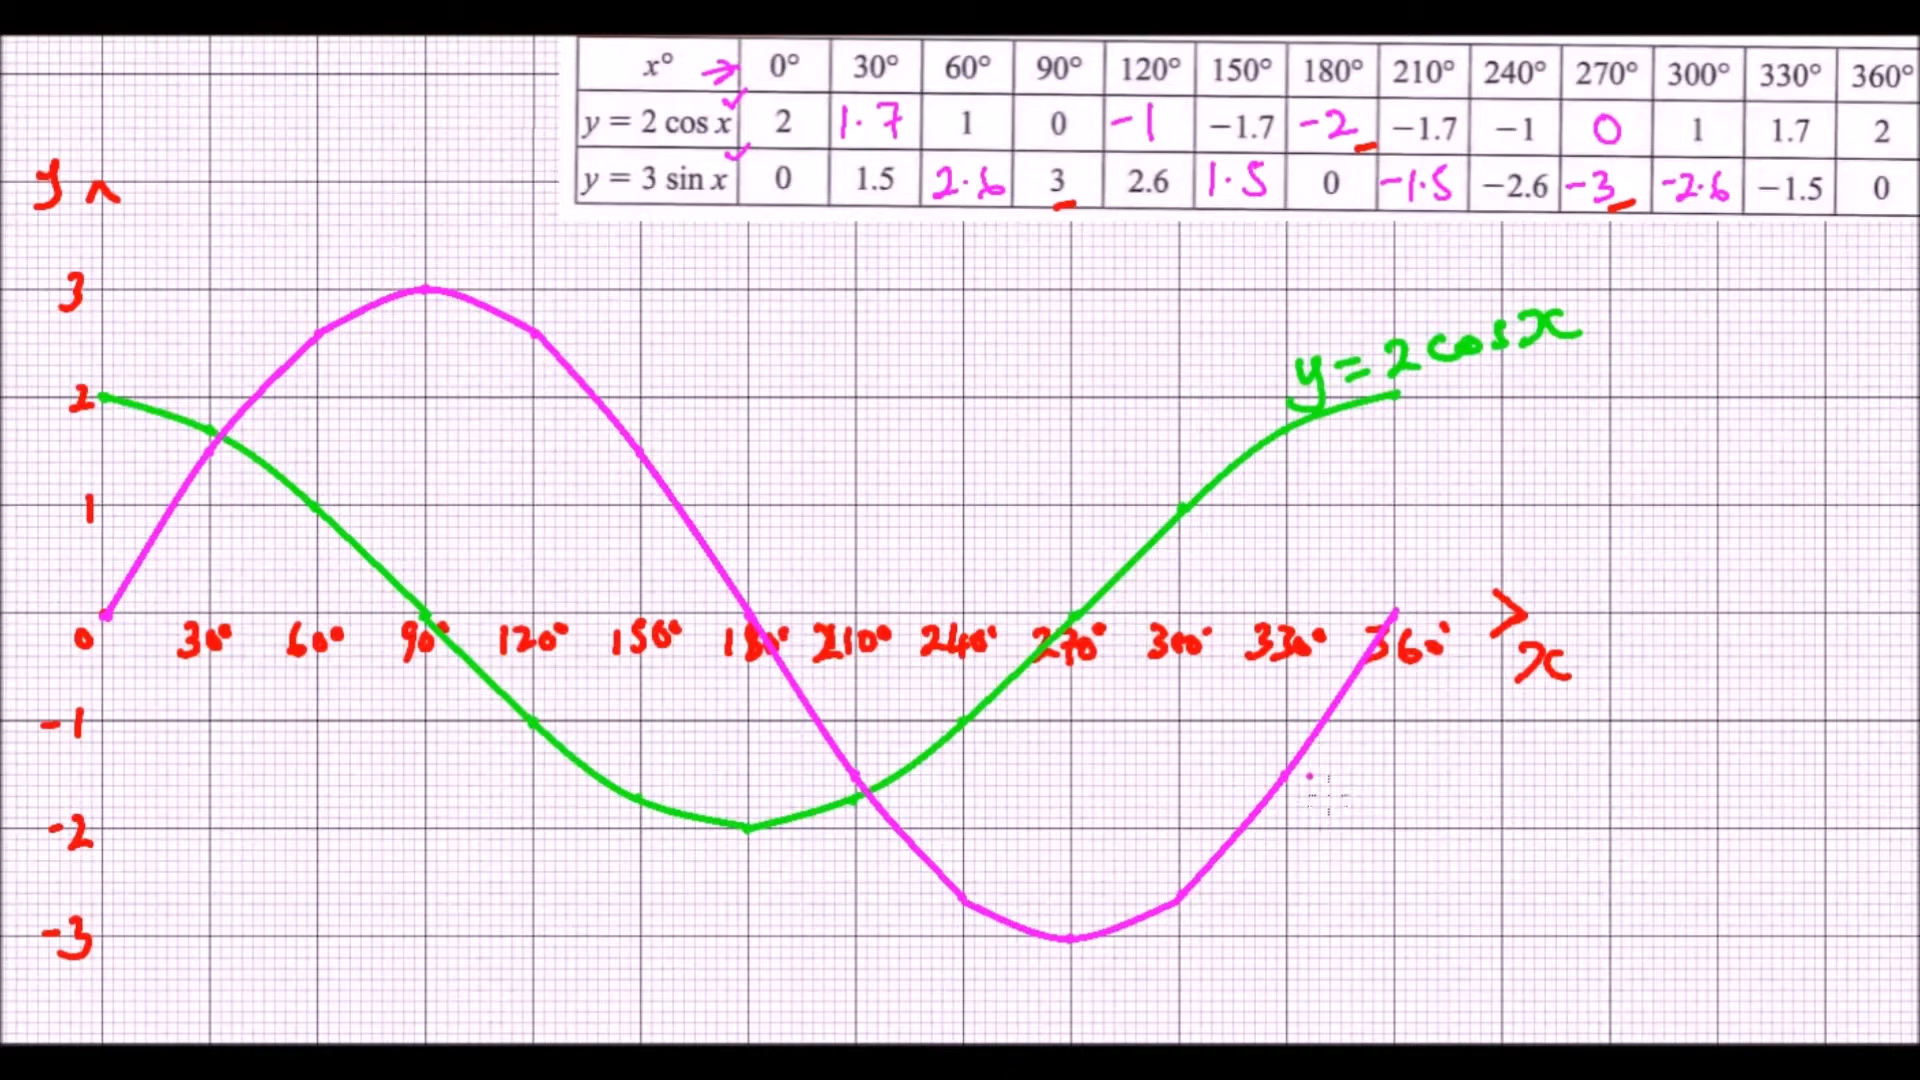 x° → 0° 30° 60° 90° 120° 150° 180° 210° 240° 270° 300° 330° 360°
y = 2 cos x 2 1.7 1 0 -1 −1.7 -2 −1.7 −1 0 1 1.7 2
y = 3 sin x 0 1.5 2.6 3 2.6 1.5 0 -1.5 −2.6 -3 -2.6 −1.5 0
y
3
y = 2 cos x
2
1
0 30° 60° 90° 120° 150° 180° 210° 240° 270° 300° 330° 360°
x
-1
-2
-3